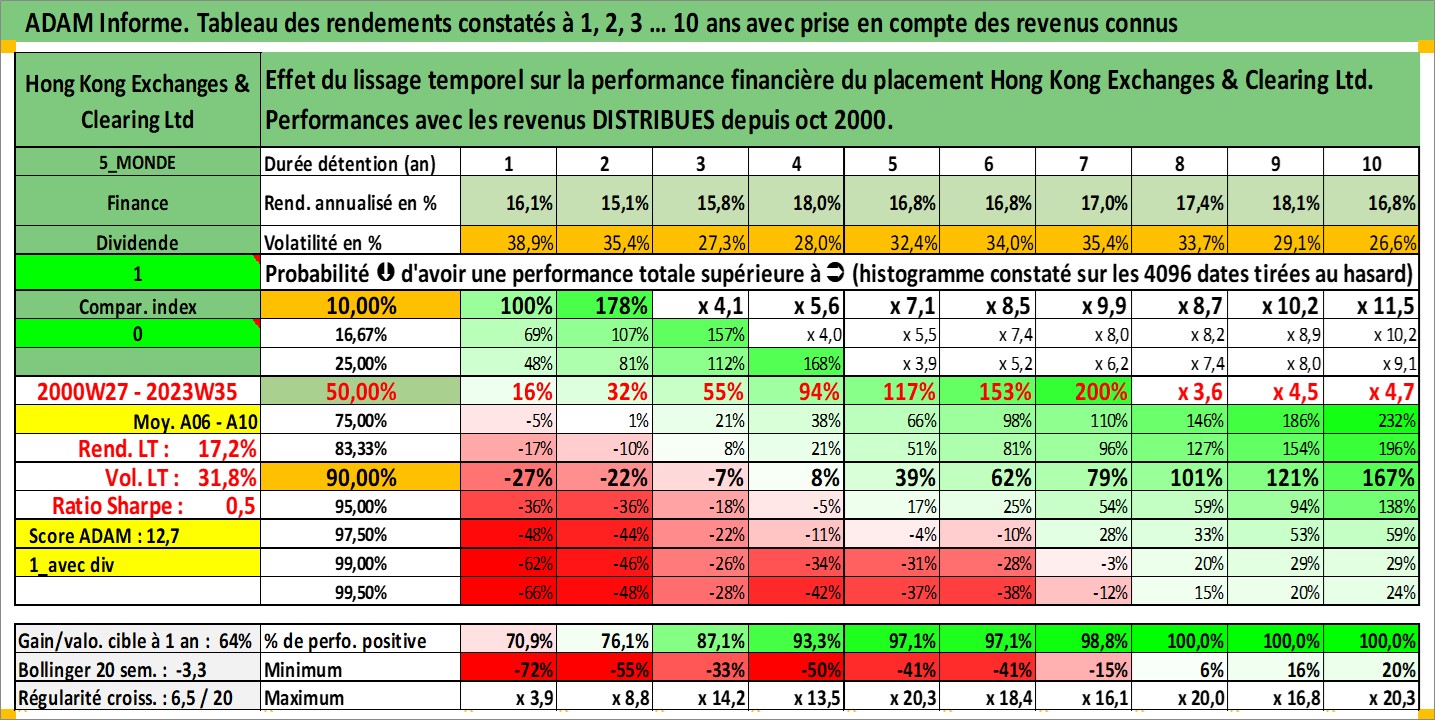 ADAM Informe. Tableau des rendements constatés à 1, 2, 3 ... 10 ans avec prise en compte des revenus connus
Hong Kong Exchanges & Clearing Ltd
Effet du lissage temporel sur la performance financière du placement Hong Kong Exchanges & Clearing Ltd.
Performances avec les revenus DISTRIBUES depuis oct 2000.
5_MONDE Durée détention (an) 1 2 3 4 5 6 7 8 9 10
Finance Rend. annualisé en % 16,1% 15,1% 15,8% 18,0% 16,8% 16,8% 17,0% 17,4% 18,1% 16,8%
Dividende Volatilité en % 38,9% 35,4% 27,3% 28,0% 32,4% 34,0% 35,4% 33,7% 29,1% 26,6%
1 Probabilité 🡇 d'avoir une performance totale supérieure à ➲ (histogramme constaté sur les 4096 dates tirées au hasard)
Compar. index 10,00% 100% 178% x 4,1 x 5,6 x 7,1 x 8,5 x 9,9 x 8,7 x 10,2 x 11,5
0 16,67% 69% 107% 157% x 4,0 x 5,5 x 7,4 x 8,0 x 8,2 x 8,9 x 10,2
25,00% 48% 81% 112% 168% x 3,9 x 5,2 x 6,2 x 7,4 x 8,0 x 9,1
2000W27 - 2023W35 50,00% 16% 32% 55% 94% 117% 153% 200% x 3,6 x 4,5 x 4,7
Moy. A06 - A10 75,00% -5% 1% 21% 38% 66% 98% 110% 146% 186% 232%
Rend. LT : 17,2% 83,33% -17% -10% 8% 21% 51% 81% 96% 127% 154% 196%
Vol. LT : 31,8% 90,00% -27% -22% -7% 8% 39% 62% 79% 101% 121% 167%
Ratio Sharpe : 0,5 95,00% -36% -36% -18% -5% 17% 25% 54% 59% 94% 138%
Score ADAM : 12,7 97,50% -48% -44% -22% -11% -4% -10% 28% 33% 53% 59%
1_avec div 99,00% -62% -46% -26% -34% -31% -28% -3% 20% 29% 29%
99,50% -66% -48% -28% -42% -37% -38% -12% 15% 20% 24%
Gain/valo. cible à 1 an : 64% % de perfo. positive 70,9% 76,1% 87,1% 93,3% 97,1% 97,1% 98,8% 100,0% 100,0% 100,0%
Bollinger 20 sem. : -3,3 Minimum -72% -55% -33% -50% -41% -41% -15% 6% 16% 20%
Régularité croiss. : 6,5 / 20 Maximum x 3,9 x 8,8 x 14,2 x 13,5 x 20,3 x 18,4 x 16,1 x 20,0 x 16,8 x 20,3